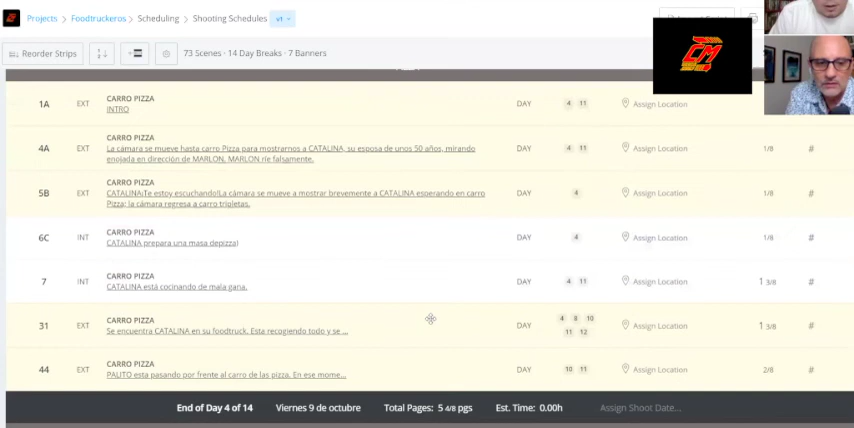 Projects > Foodtruckeros > Scheduling > Shooting Schedules v1
Reorder Strips
73 Scenes · 14 Day Breaks · 7 Banners
CM
1A EXT CARRO PIZZA DAY 4 11 Assign Location
INTRO
4A EXT CARRO PIZZA DAY 4 11 Assign Location 1/8 #
La cámara se mueve hasta carro Pizza para mostrarnos a CATALINA, su esposa de unos 50 años, mirando
enojada en dirección de MARLON. MARLON ríe falsamente.
5B EXT CARRO PIZZA DAY 4 Assign Location 1/8 #
CATALINA¡Te estoy escuchando!La cámara se mueve a mostrar brevemente a CATALINA esperando en carro
Pizza; la cámara regresa a carro tripletas.
6C INT CARRO PIZZA DAY 4 Assign Location 1/8 #
CATALINA prepara una masa depizza)
7 INT CARRO PIZZA DAY 4 11 Assign Location 1 3/8 #
CATALINA está cocinando de mala gana.
31 EXT CARRO PIZZA DAY 4 8 10 11 12 Assign Location 1 3/8 #
Se encuentra CATALINA en su foodtruck. Esta recogiendo todo y se ...
44 EXT CARRO PIZZA DAY 10 11 Assign Location 2/8 #
PALITO esta pasando por frente al carro de las pizza. En ese mome...
End of Day 4 of 14 Viernes 9 de octubre Total Pages: 5 4/8 pgs Est. Time: 0.00h Assign Shoot Date...